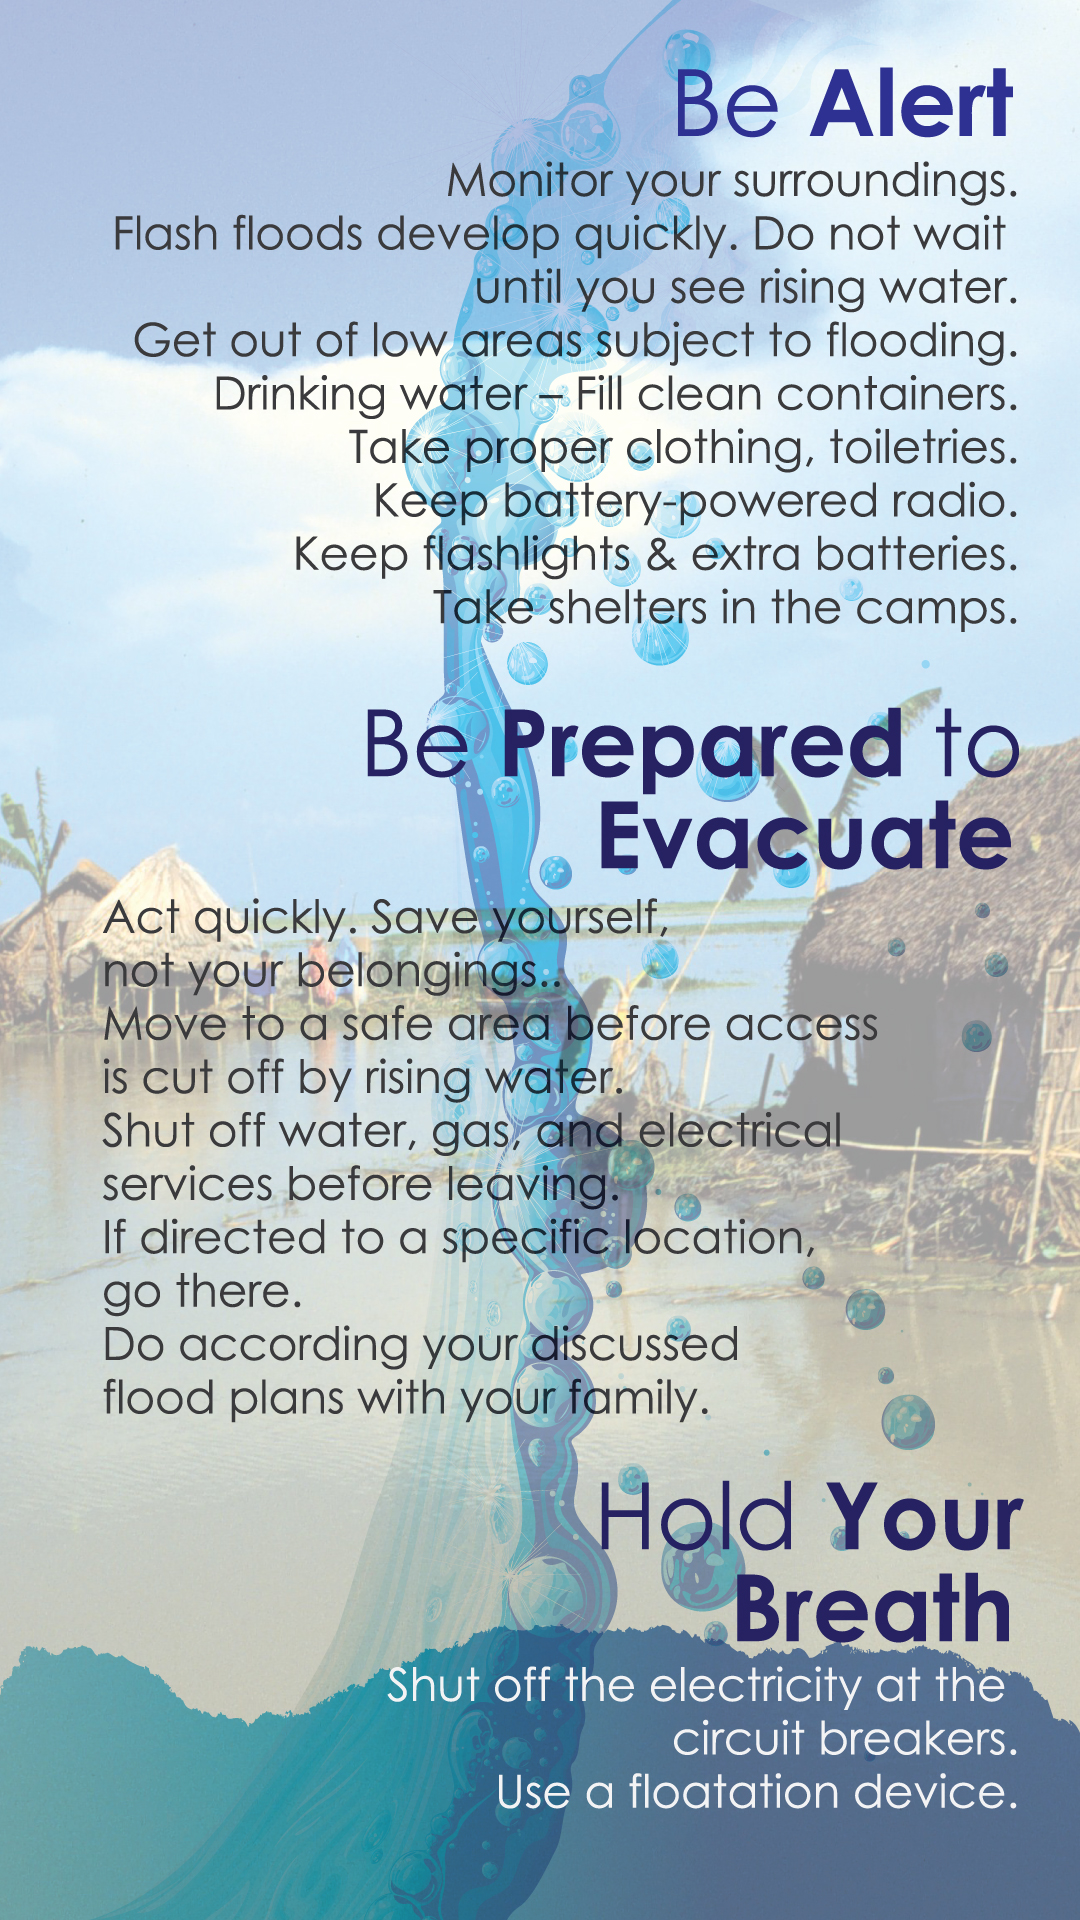 Be Alert
Monitor your surroundings.
Flash floods develop quickly. Do not wait
until you see rising water.
Get out of low areas subject to flooding.
Drinking water – Fill clean containers.
Take proper clothing, toiletries.
Keep battery-powered radio.
Keep flashlights & extra batteries.
Take shelters in the camps.
Be Prepared to
Evacuate
Act quickly. Save yourself,
not your belongings..
Move to a safe area before access
is cut off by rising water.
Shut off water, gas, and electrical
services before leaving.
If directed to a specific location,
go there.
Do according your discussed
flood plans with your family.
Hold Your
Breath
Shut off the electricity at the
circuit breakers.
Use a floatation device.